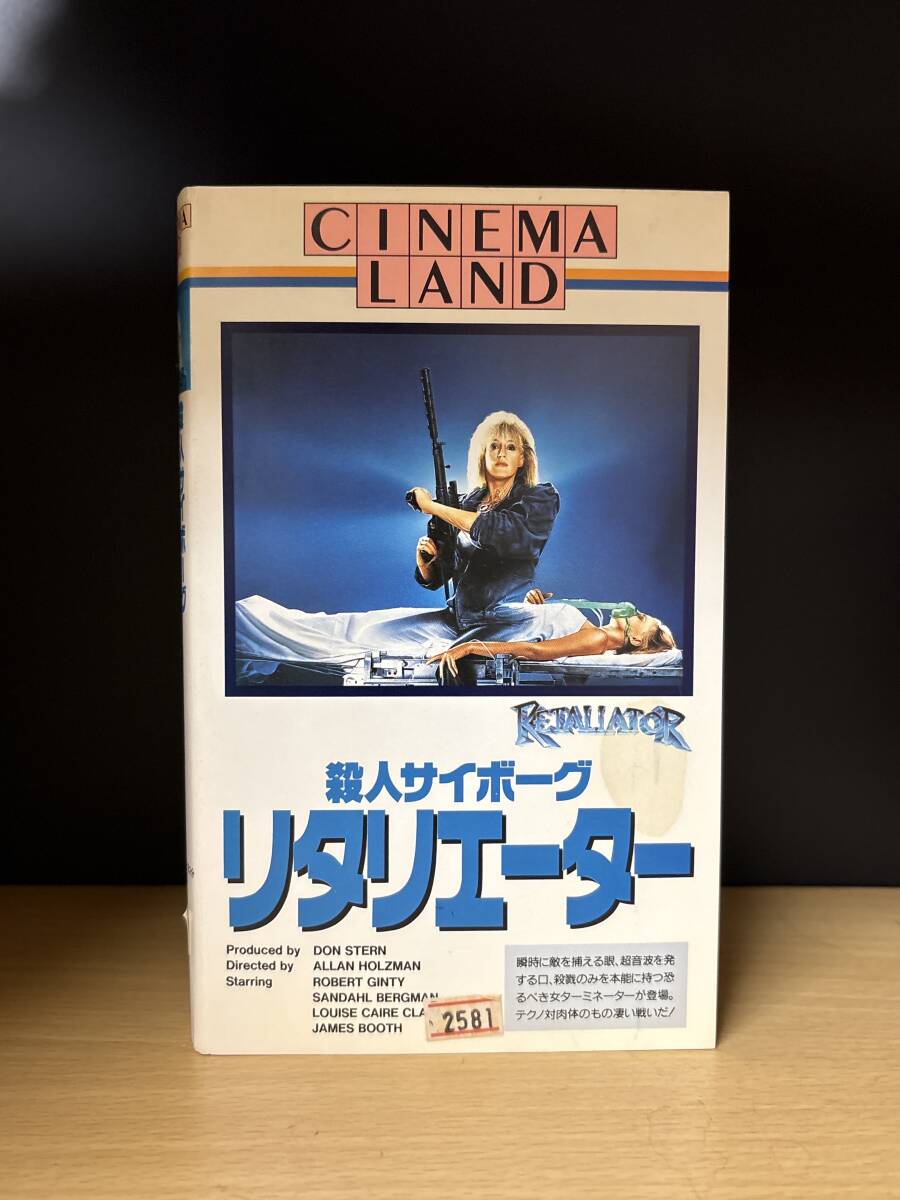 CINEMA
LAND
RETALIATOR
殺人サイボーグ
リタリエーター
Produced by DON STERN
Directed by ALLAN HOLZMAN
Starring ROBERT GINTY
SANDAHL BERGMAN
LOUISE CAIRE CLA
JAMES BOOTH
2581
瞬時に敵を捕える眼、超音波を発
する口、殺戮のみを本能に持つ恐
るべき女ターミネーターが登場。
テクノ対肉体のもの凄い戦いだ!